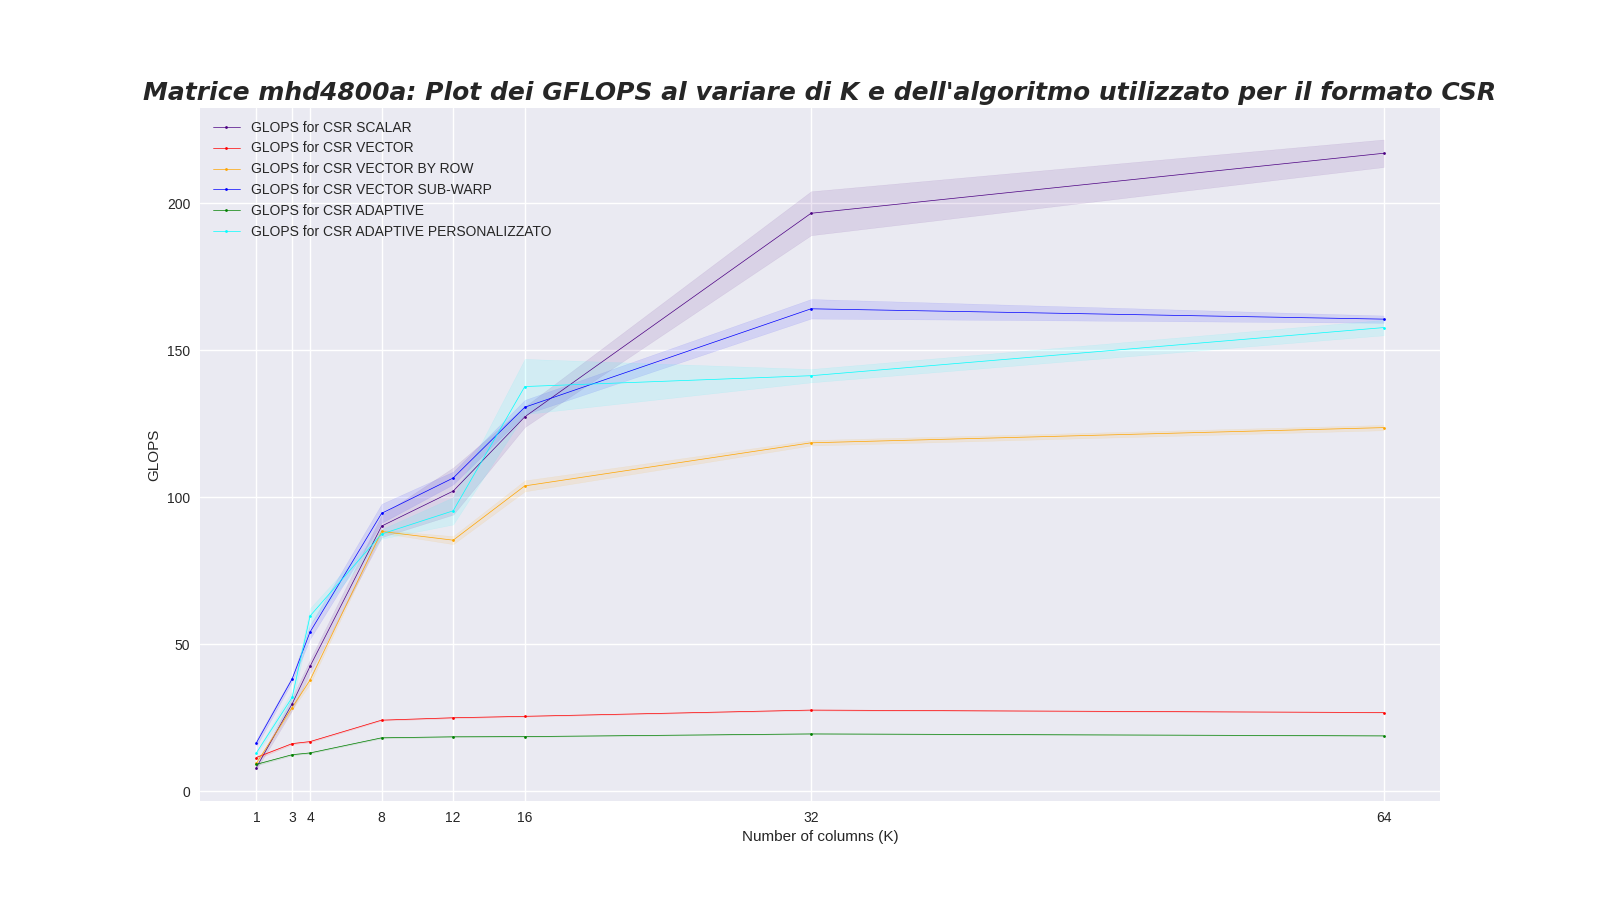 Matrice mhd4800a: Plot dei GFLOPS al variare di K e dell'algoritmo utilizzato per il formato CSR
GLOPS for CSR SCALAR
GLOPS for CSR VECTOR
GLOPS for CSR VECTOR BY ROW
GLOPS for CSR VECTOR SUB-WARP
GLOPS for CSR ADAPTIVE
GLOPS for CSR ADAPTIVE PERSONALIZZATO
200
150
GLOPS
100
50
0
1 3 4 8 12 16 32 64
Number of columns (K)